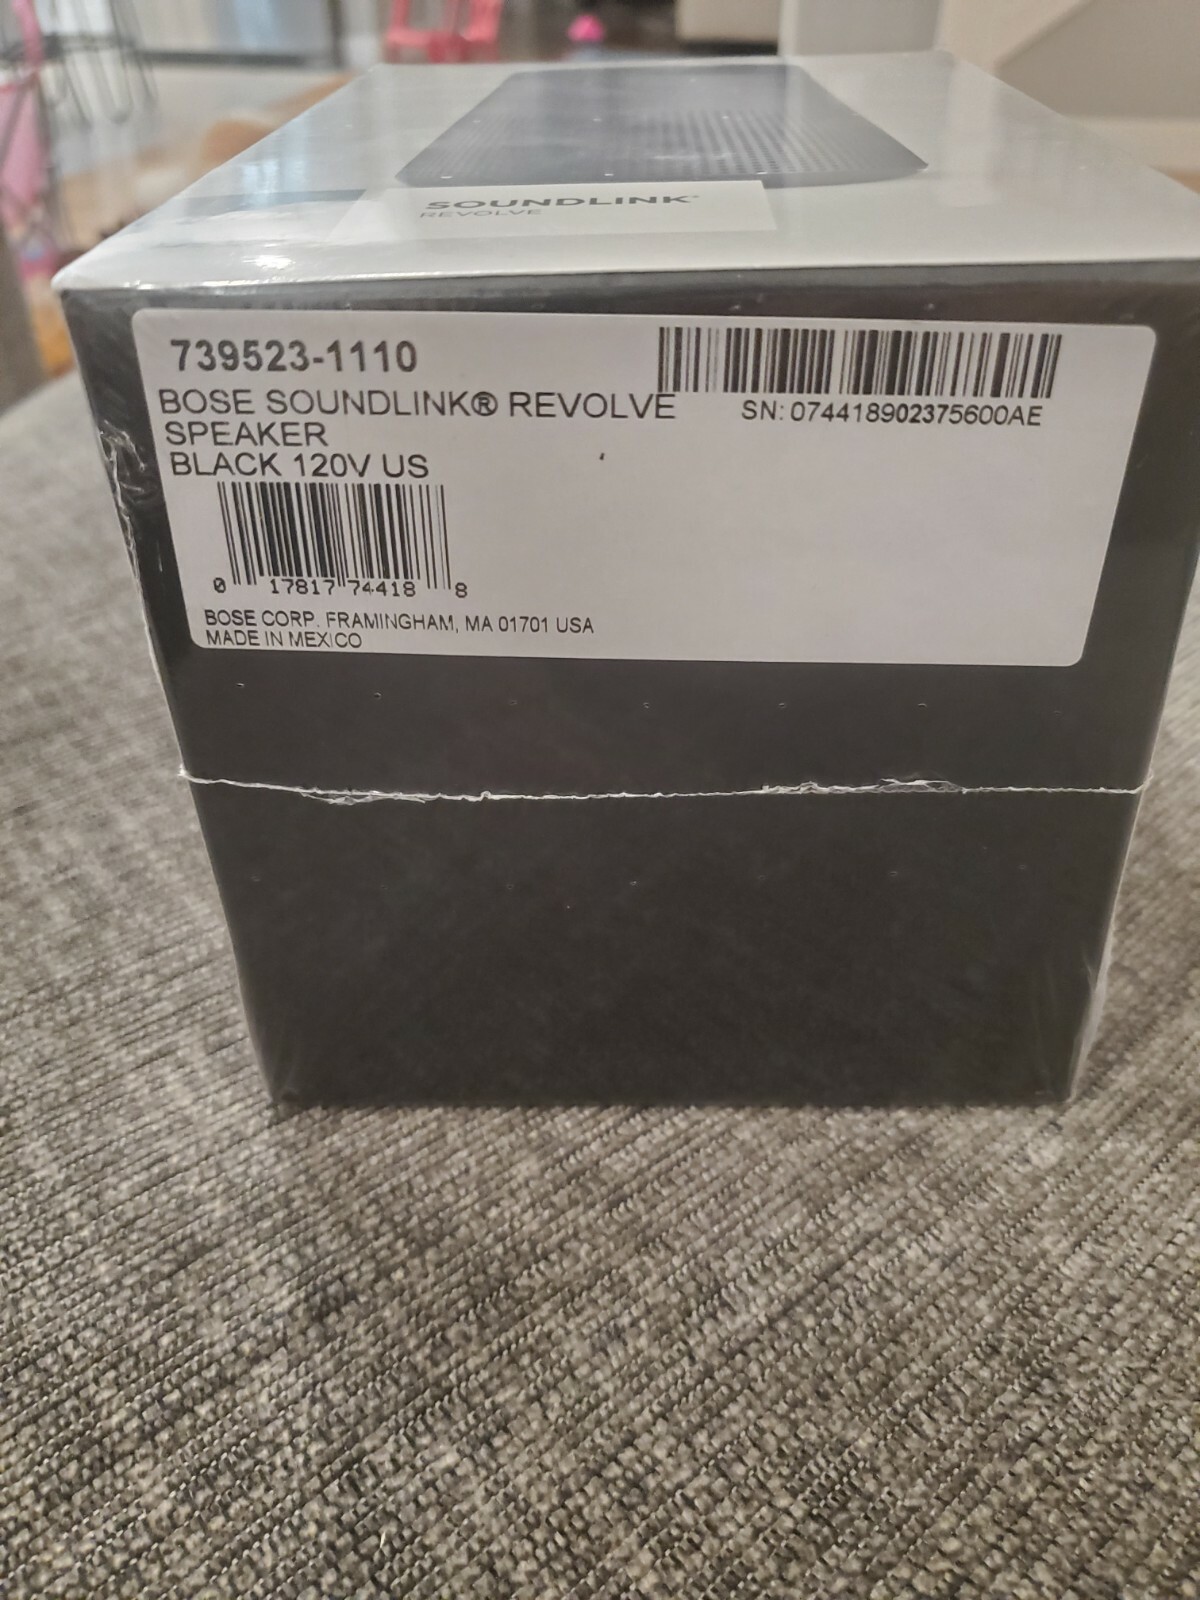 SOUNDLINK®
REVOLVE
739523-1110
SN: 074418902375600AE
BOSE SOUNDLINK® REVOLVE
SPEAKER
BLACK 120V US
0 17817 74418 8
BOSE CORP. FRAMINGHAM, MA 01701 USA
MADE IN MEXICO